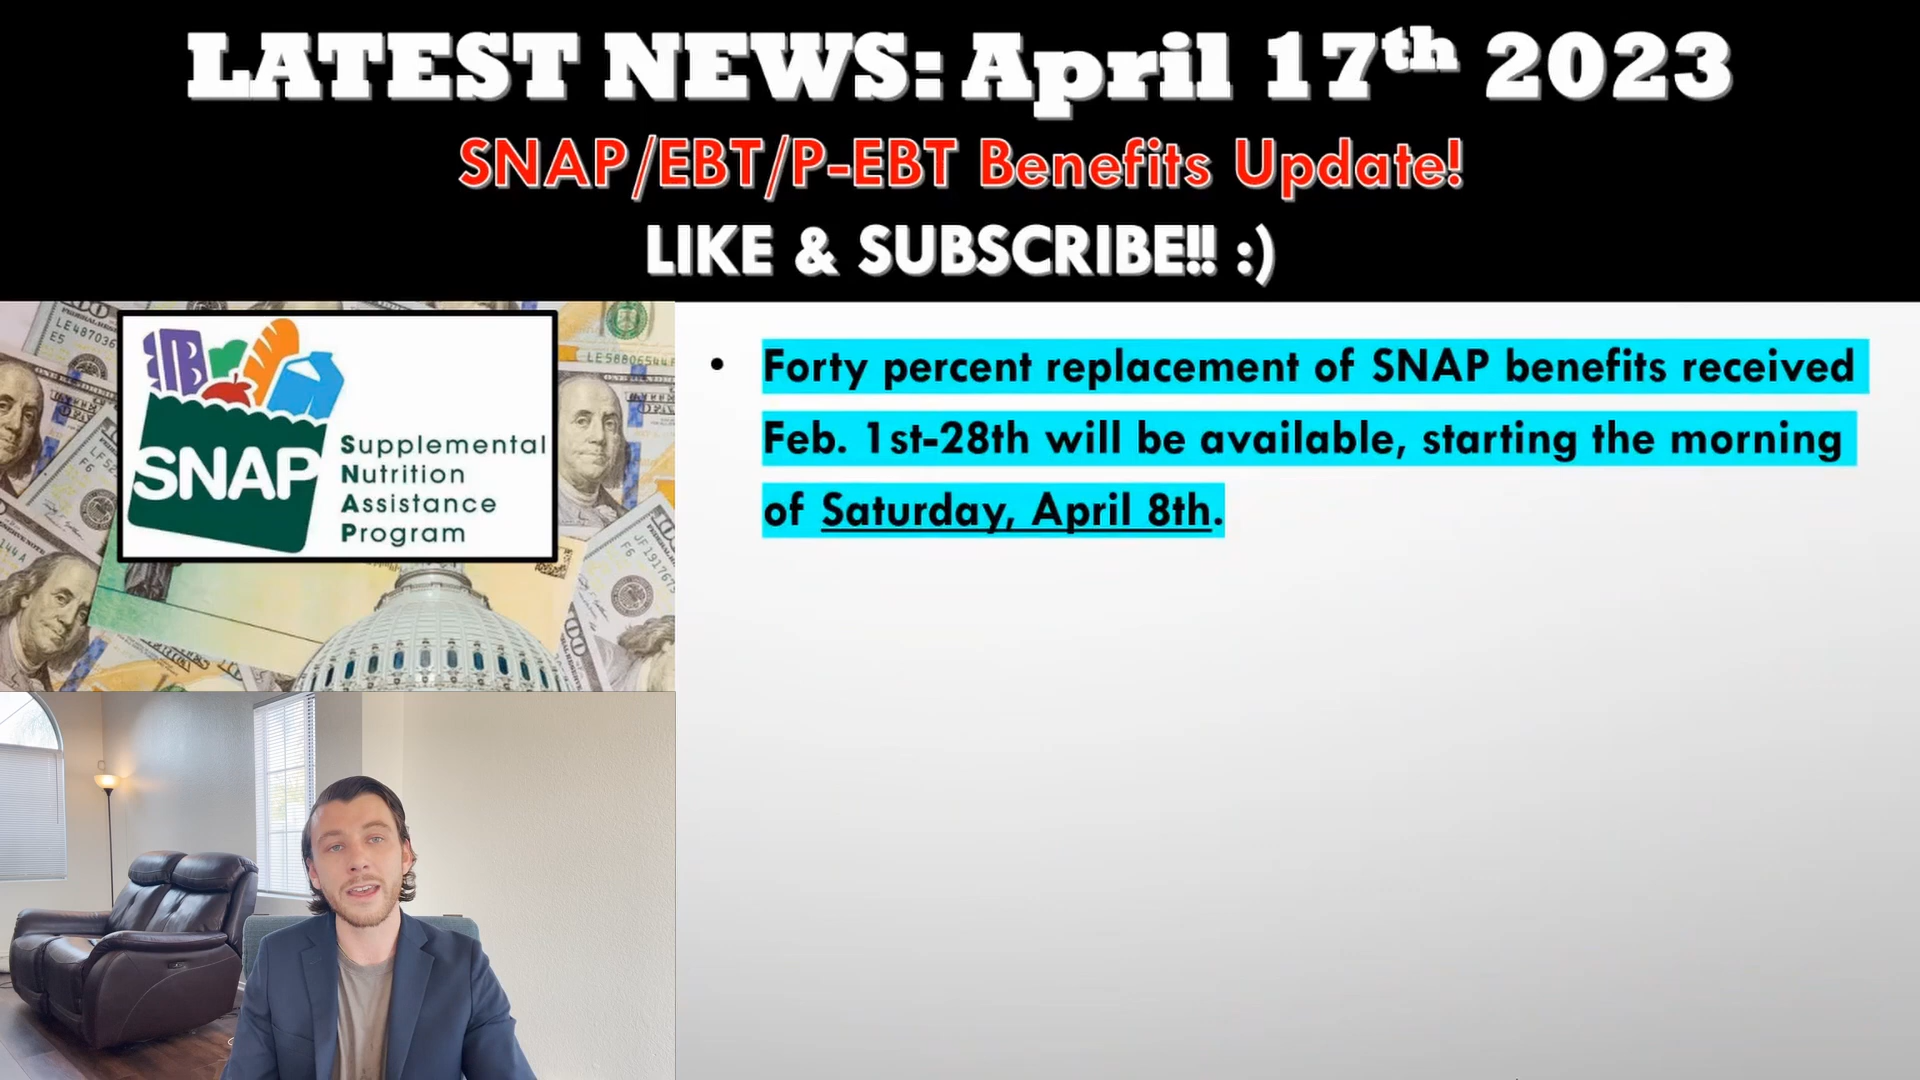 LATEST NEWS: April 17th 2023
SNAP/EBT/P-EBT Benefits Update!
LIKE & SUBSCRIBE!! :)
SNAP
Supplemental
Nutrition
Assistance
Program
• Forty percent replacement of SNAP benefits received
Feb. 1st-28th will be available, starting the morning
of Saturday, April 8th.